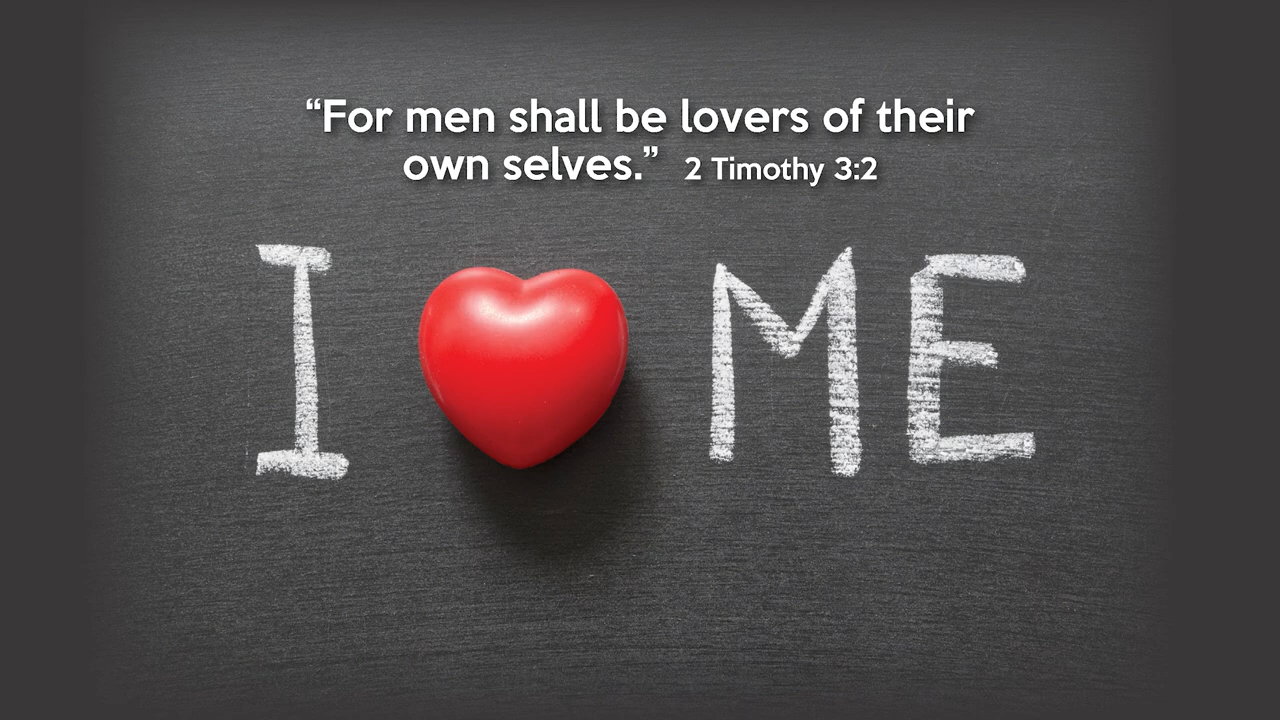 “For men shall be lovers of their
own selves.” 2 Timothy 3:2
I ME